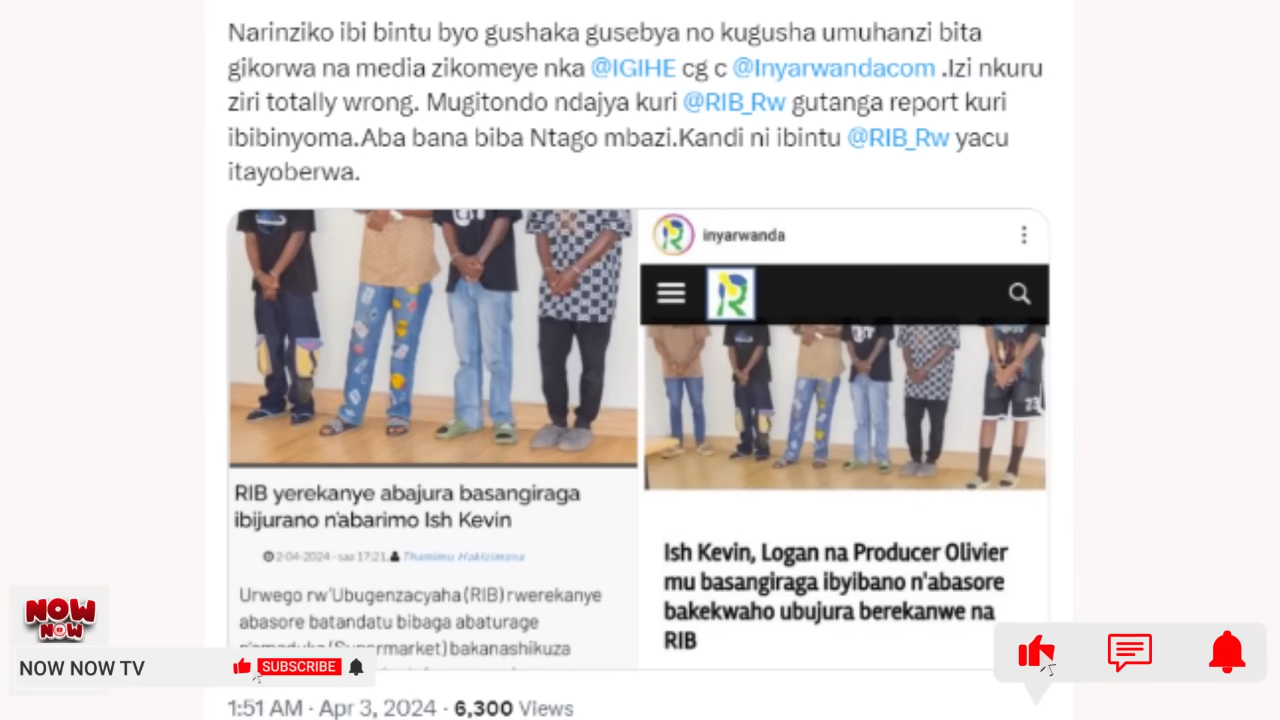 Narinziko ibi bintu byo gushaka gusebya no kugusha umuhanzi bita
gikorwa na media zikomeye nka @IGIHE cg c @Inyarwandacom .Izi nkuru
ziri totally wrong. Mugitondo ndajya kuri @RIB_Rw gutanga report kuri
ibibinyoma.Aba bana biba Ntago mbazi.Kandi ni ibintu @RIB_Rw yacu
itayoberwa.
inyarwanda
RIB yerekanye abajura basangiraga
ibijurano n'abarimo Ish Kevin
2-04-2024 - saa 17:21, Thamimu Hakizimana
Urwego rw'Ubugenzacyaha (RIB) rwerekanye
abasore batandatu bibaga abaturage
n'amaduka (Supermarket) bakanashikuza
Ish Kevin, Logan na Producer Olivier
mu basangiraga ibyibano n'abasore
bakekwaho ubujura berekanwe na
RIB
23
1:51 AM · Apr 3, 2024 · 6,300 Views
NOW
NOW
NOW NOW TV
SUBSCRIBE